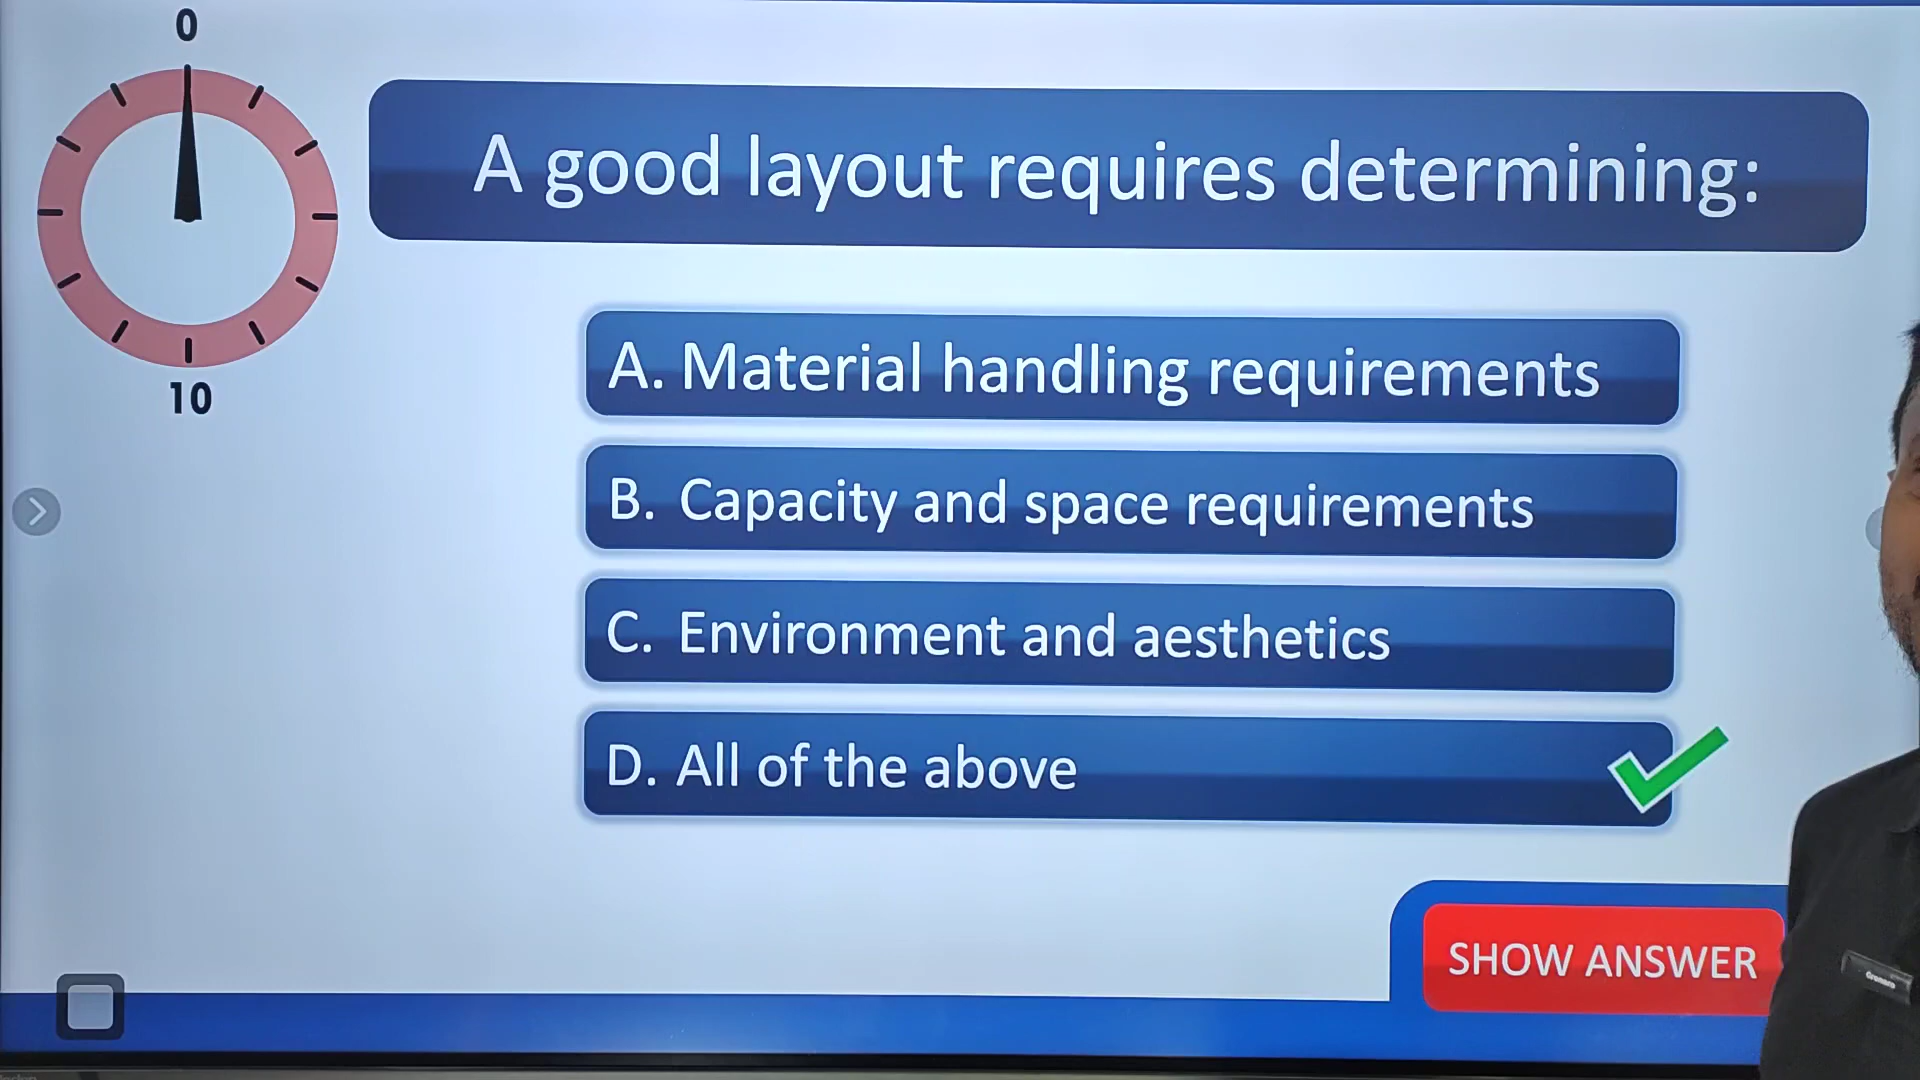 0
10
A good layout requires determining:
A. Material handling requirements
B. Capacity and space requirements
C. Environment and aesthetics
D. All of the above
SHOW ANSWER